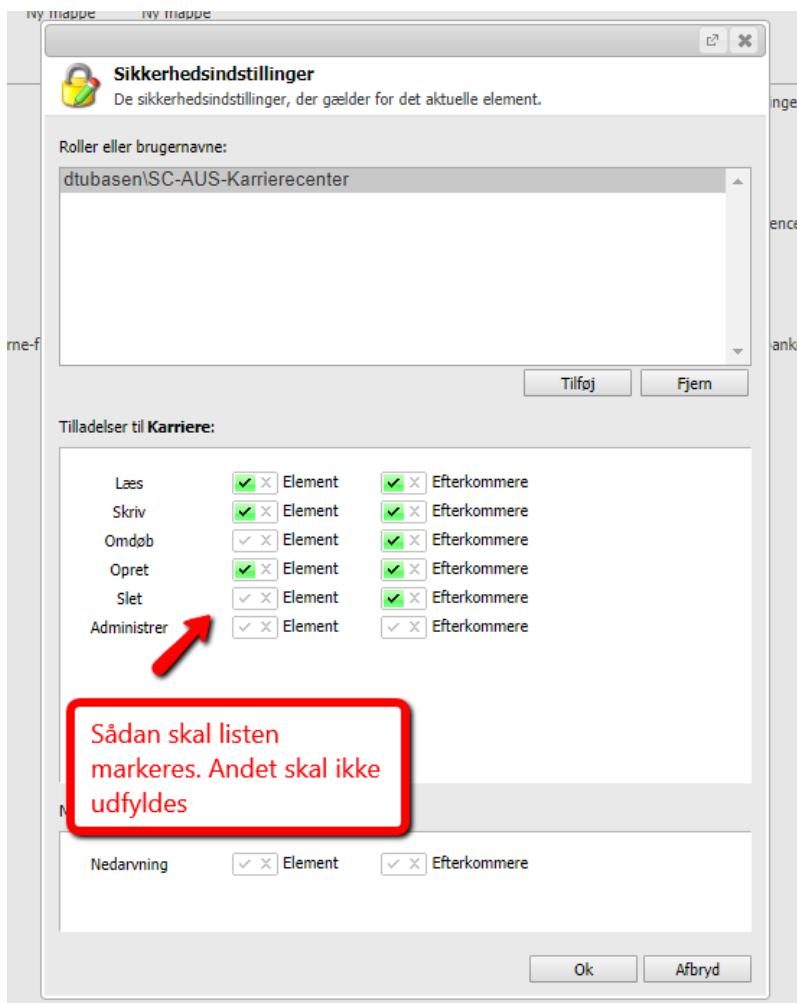 Ny mappe Ny mappe
Sikkerhedsindstillinger
De sikkerhedsindstillinger, der gælder for det aktuelle element.
Roller eller brugernavne:
dtubasen\SC-AUS-Karrierecenter
Tilføj Fjern
Tilladelser til Karriere:
Læs Element Efterkommere
Skriv Element Efterkommere
Omdøb Element Efterkommere
Opret Element Efterkommere
Slet Element Efterkommere
Administrer Element Efterkommere
Sådan skal listen
markeres. Andet skal ikke
udfyldes
Nedarvning Element Efterkommere
Ok Afbryd